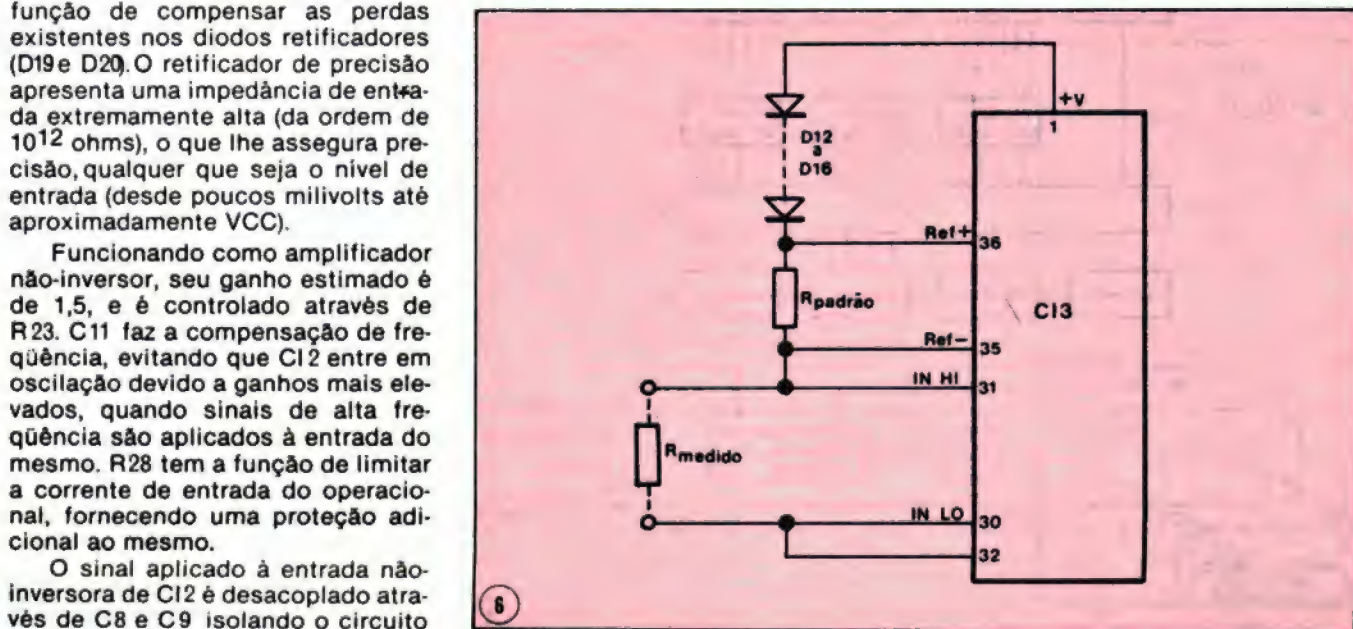 função de compensar as perdas
existentes nos diodos retificadores
(D19 e D20). O retificador de precisão
apresenta uma impedância de entra-
da extremamente alta (da ordem de
10¹² ohms), o que lhe assegura pre-
cisão, qualquer que seja o nível de
entrada (desde poucos milivolts até
aproximadamente VCC).
Funcionando como amplificador
não-inversor, seu ganho estimado é
de 1,5, e é controlado através de
R23. C11 faz a compensação de fre-
qüência, evitando que CI2 entre em
oscilação devido a ganhos mais ele-
vados, quando sinais de alta fre-
qüência são aplicados à entrada do
mesmo. R28 tem a função de limitar
a corrente de entrada do operacio-
nal, fornecendo uma proteção adi-
cional ao mesmo.
O sinal aplicado à entrada não-
inversora de CI2 é desacoplado atra-
vés de C8 e C9 isolando o circuito
+V
1
D12
a
D16
Ref+ 36
Rpadrão
CI3
Ref− 35
IN HI 31
Rmedido
IN LO 30
32
6